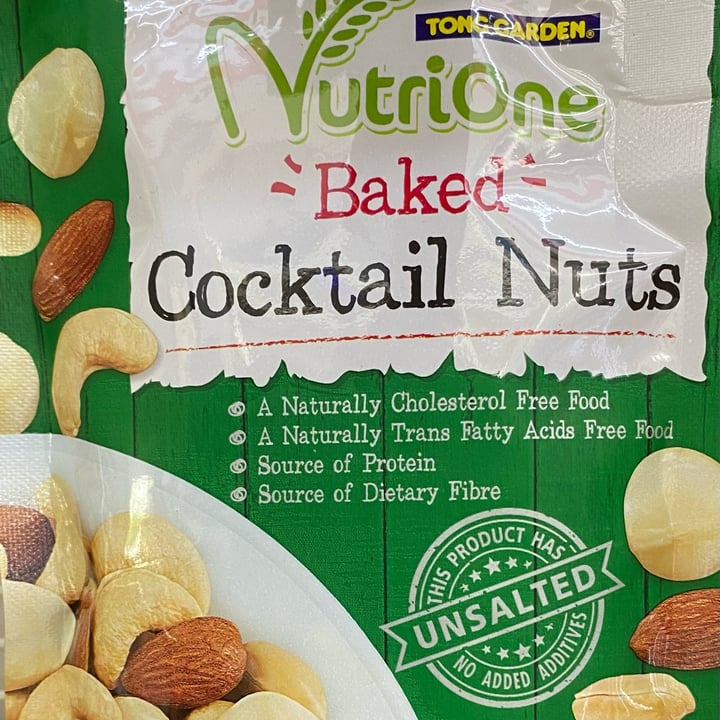 TONG GARDEN®
NutriOne
Baked
Cocktail Nuts
A Naturally Cholesterol Free Food
A Naturally Trans Fatty Acids Free Food
Source of Protein
Source of Dietary Fibre
THIS PRODUCT HAS
UNSALTED
NO ADDED ADDITIVES